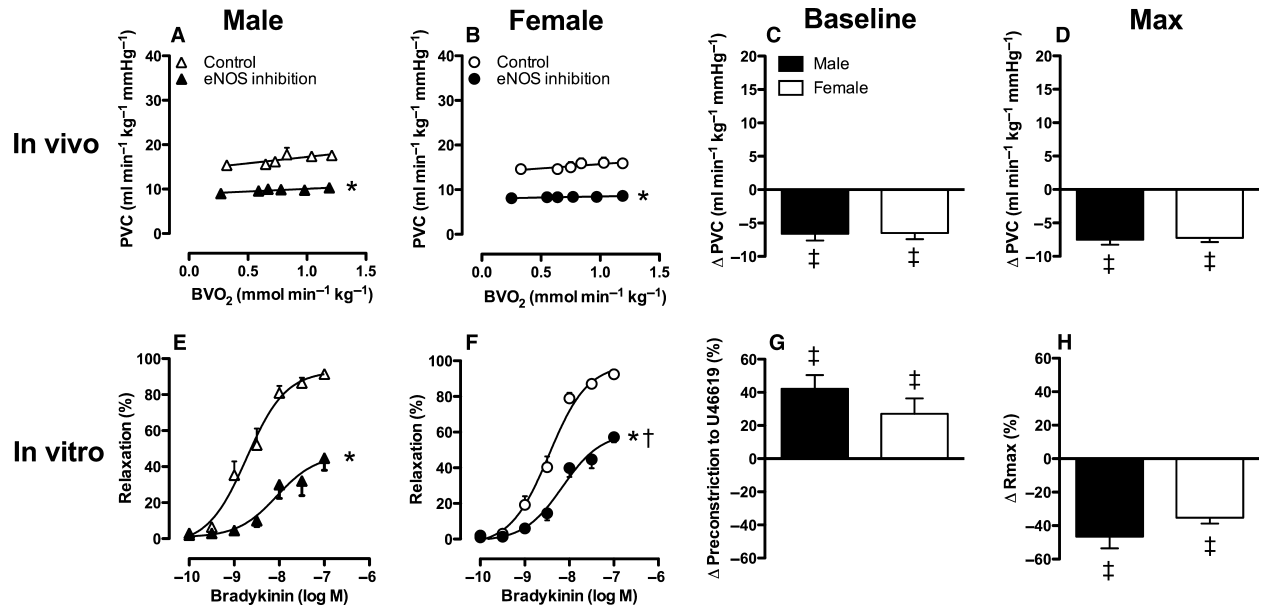 Male
Female
Baseline
Max
In vivo
In vitro
A
PVC (ml min⁻¹ kg⁻¹ mmHg⁻¹)
40
30
20
10
0
Control
eNOS inhibition
*
0.0 0.5 1.0 1.5
BVO₂ (mmol min⁻¹ kg⁻¹)
B
PVC (ml min⁻¹ kg⁻¹ mmHg⁻¹)
40
30
20
10
0
Control
eNOS inhibition
*
0.0 0.5 1.0 1.5
BVO₂ (mmol min⁻¹ kg⁻¹)
C
Δ PVC (ml min⁻¹ kg⁻¹ mmHg⁻¹)
20
15
10
5
0
−5
−10
Male
Female
‡ ‡
D
Δ PVC (ml min⁻¹ kg⁻¹ mmHg⁻¹)
20
15
10
5
0
−5
−10
‡ ‡
E
Relaxation (%)
100
80
60
40
20
0
*
−10 −9 −8 −7 −6
Bradykinin (log M)
F
Relaxation (%)
100
80
60
40
20
0
* †
−10 −9 −8 −7 −6
Bradykinin (log M)
G
Δ Preconstriction to U46619 (%)
60
40
20
0
−20
−40
−60
‡ ‡
H
Δ Rmax (%)
60
40
20
0
−20
−40
−60
‡ ‡